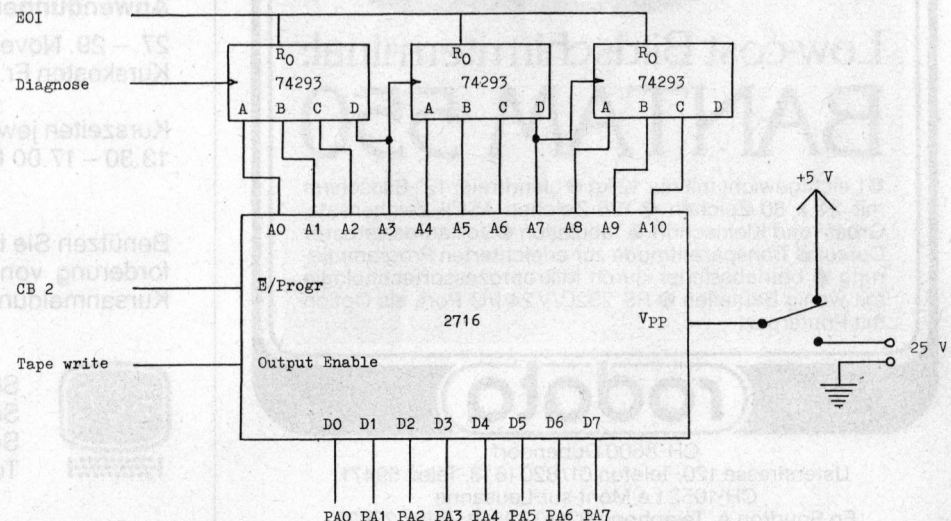 EOI
R0 R0 R0
74293 74293 74293
Diagnose
A B C D A B C D A B C D
+5 V
A0 A1 A2 A3 A4 A5 A6 A7 A8 A9 A10
CB 2
E/Progr
2716
VPP
25 V
Tape write
Output Enable
D0 D1 D2 D3 D4 D5 D6 D7
PA0 PA1 PA2 PA3 PA4 PA5 PA6 PA7